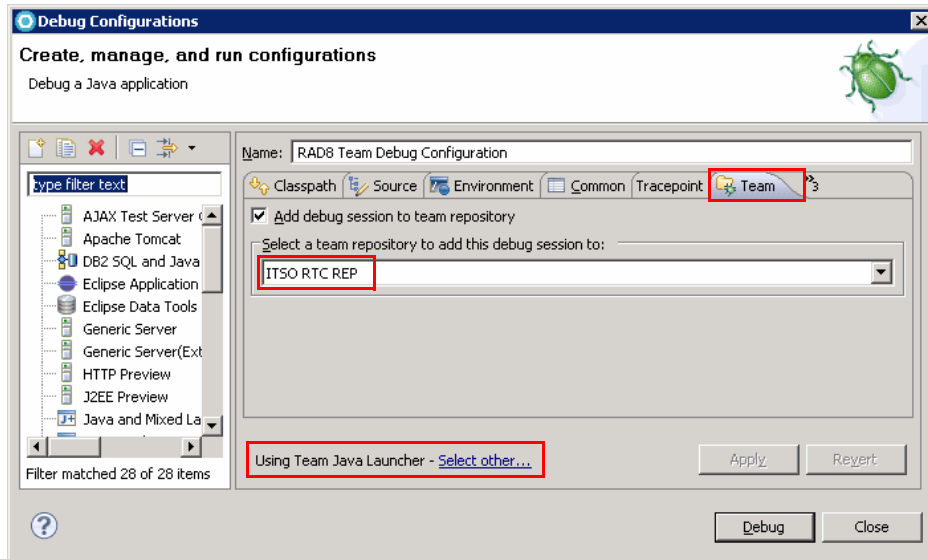 Debug Configurations
Create, manage, and run configurations
Debug a Java application
Name: RAD8 Team Debug Configuration
type filter text
Classpath Source Environment Common Tracepoint Team »3
Add debug session to team repository
Select a team repository to add this debug session to:
ITSO RTC REP
AJAX Test Server
Apache Tomcat
DB2 SQL and Java
Eclipse Application
Eclipse Data Tools
Generic Server
Generic Server(Ext
HTTP Preview
J2EE Preview
Java and Mixed La
Filter matched 28 of 28 items
Using Team Java Launcher - Select other...
Apply Revert
? Debug Close